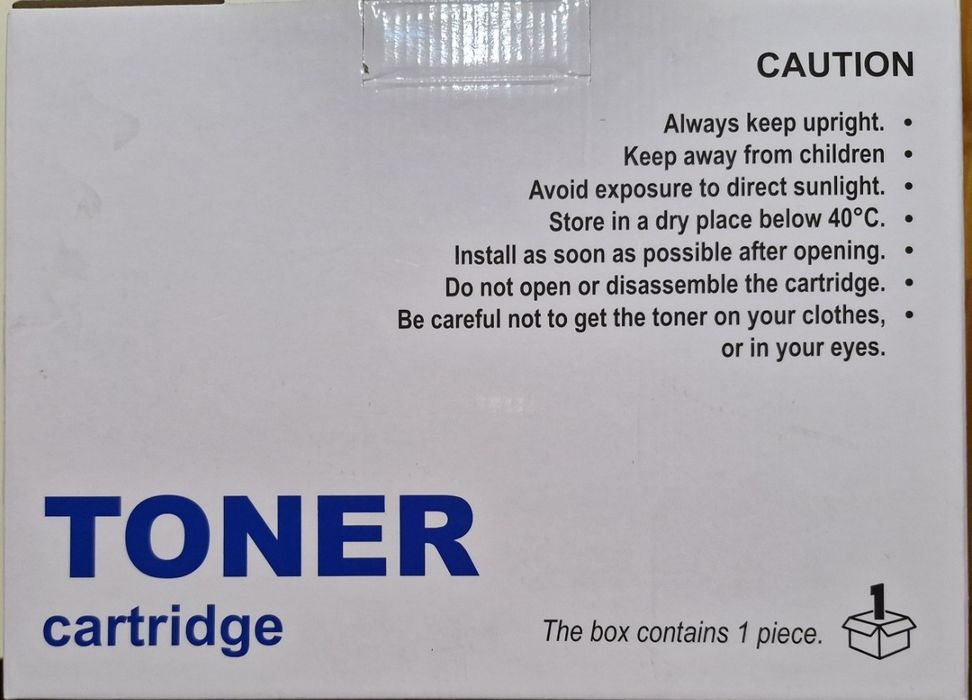 CAUTION
Always keep upright. •
Keep away from children •
Avoid exposure to direct sunlight. •
Store in a dry place below 40°C. •
Install as soon as possible after opening. •
Do not open or disassemble the cartridge. •
Be careful not to get the toner on your clothes, •
or in your eyes.
TONER
cartridge
The box contains 1 piece.
1